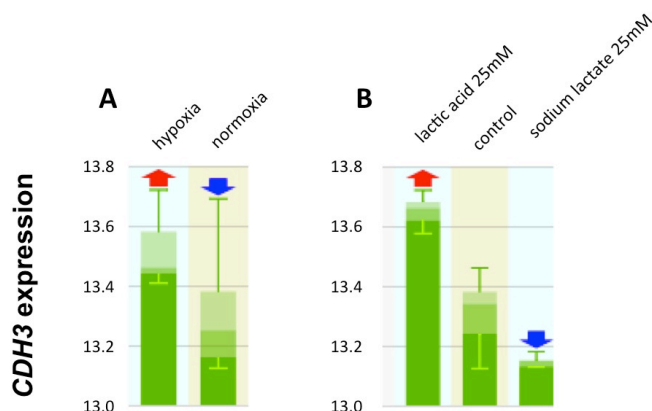 A
hypoxia
normoxia
B
lactic acid 25mM
control
sodium lactate 25mM
CDH3 expression
13.8
13.6
13.4
13.2
13.0
13.8
13.6
13.4
13.2
13.0